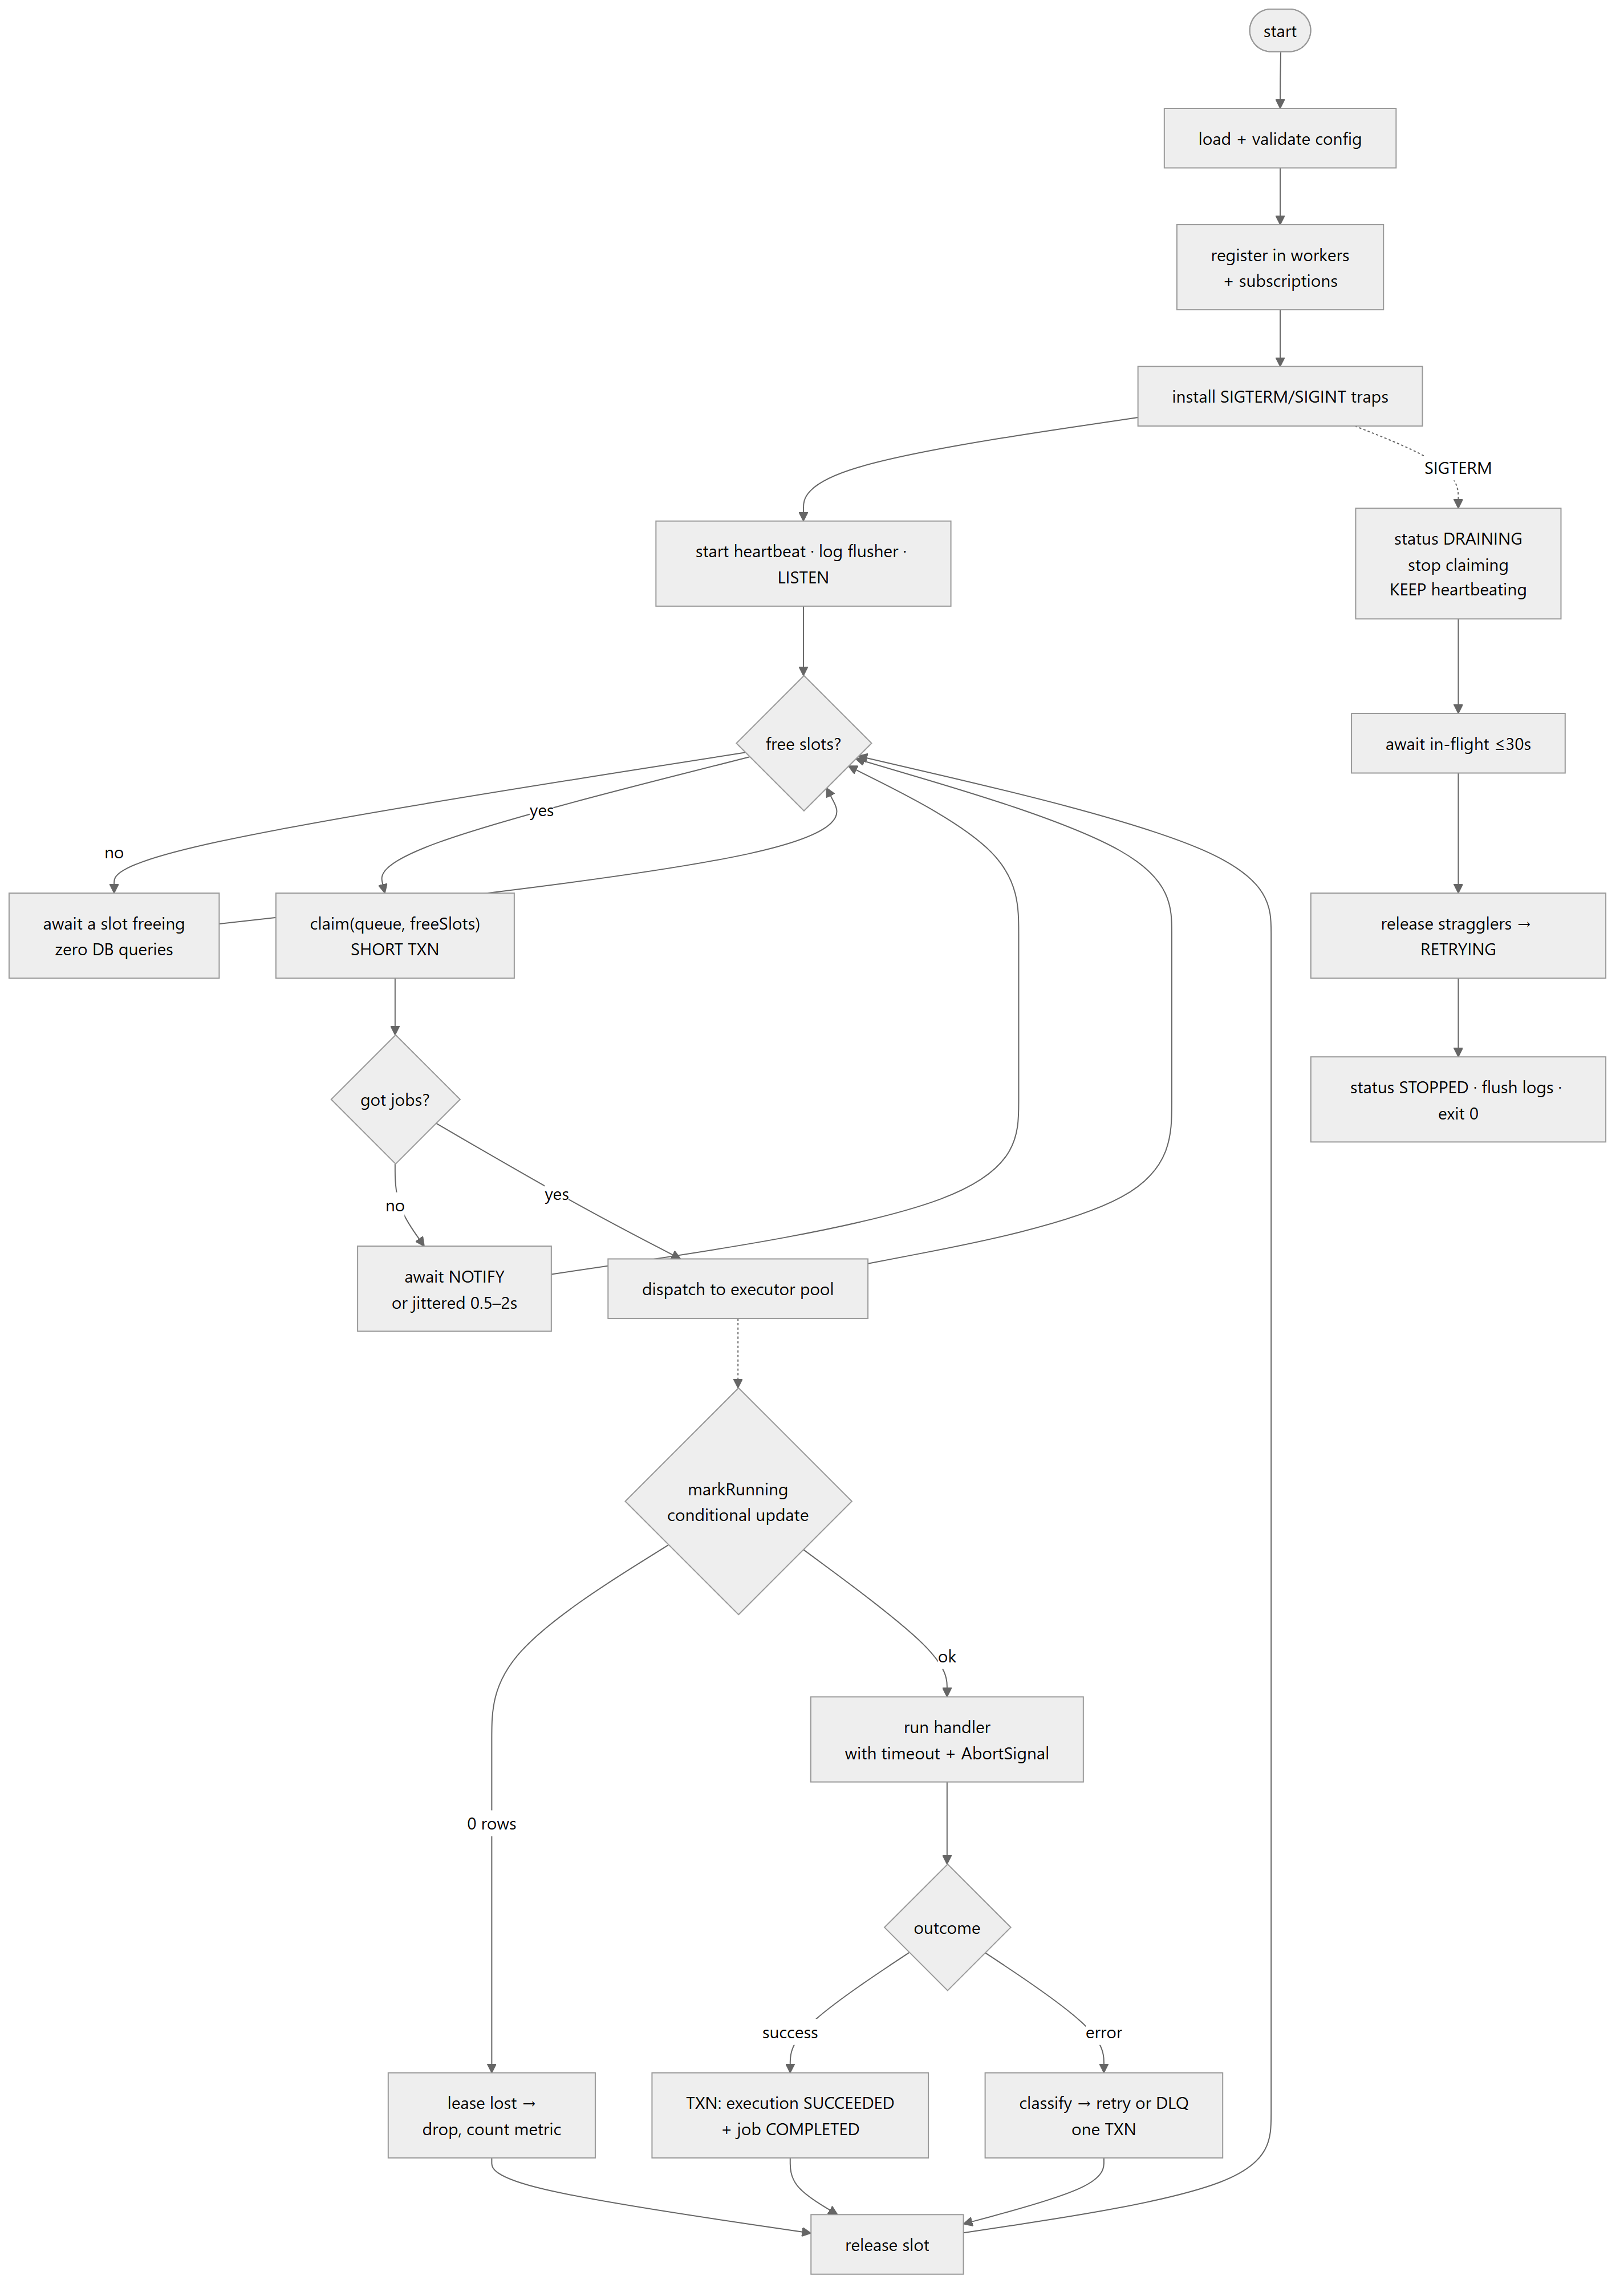 start
load + validate config
register in workers
+ subscriptions
install SIGTERM/SIGINT traps
SIGTERM
start heartbeat · log flusher ·
LISTEN
status DRAINING
stop claiming
KEEP heartbeating
free slots?
await in-flight ≤30s
yes
no
await a slot freeing
zero DB queries
claim(queue, freeSlots)
SHORT TXN
release stragglers →
RETRYING
got jobs?
status STOPPED · flush logs ·
exit 0
yes
no
await NOTIFY
or jittered 0.5–2s
dispatch to executor pool
markRunning
conditional update
ok
run handler
with timeout + AbortSignal
0 rows
outcome
success
error
lease lost →
drop, count metric
TXN: execution SUCCEEDED
+ job COMPLETED
classify → retry or DLQ
one TXN
release slot